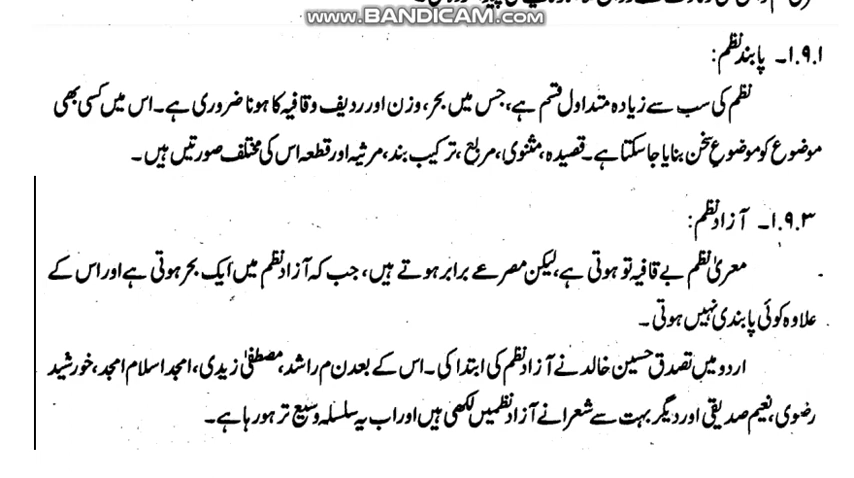 WWW.BANDICAM.COM
۱.۹.۱۔ پابند نظم:
نظم کی سب سے زیادہ متداول قسم ہے، جس میں بحر، وزن اور ردیف و قافیہ کا ہونا ضروری ہے۔ اس میں کسی بھی
موضوع کو موضوعِ سخن بنایا جا سکتا ہے۔ قصیدہ، مثنوی، مربع، ترکیب بند، مرثیہ اور قطعہ اس کی مختلف صورتیں ہیں۔
۱.۹.۳۔ آزاد نظم:
معریٰ نظم بے قافیہ تو ہوتی ہے، لیکن مصرعے برابر ہوتے ہیں، جب کہ آزاد نظم میں ایک بحر ہوتی ہے اور اس کے
علاوہ کوئی پابندی نہیں ہوتی۔
اردو میں تصدق حسین خالد نے آزاد نظم کی ابتدا کی۔ اس کے بعد ن م راشد، مصطفیٰ زیدی، امجد اسلام امجد، خورشید
رضوی، نعیم صدیقی اور دیگر بہت سے شعرا نے آزاد نظمیں لکھی ہیں اور اب یہ سلسلہ وسیع تر ہو رہا ہے۔